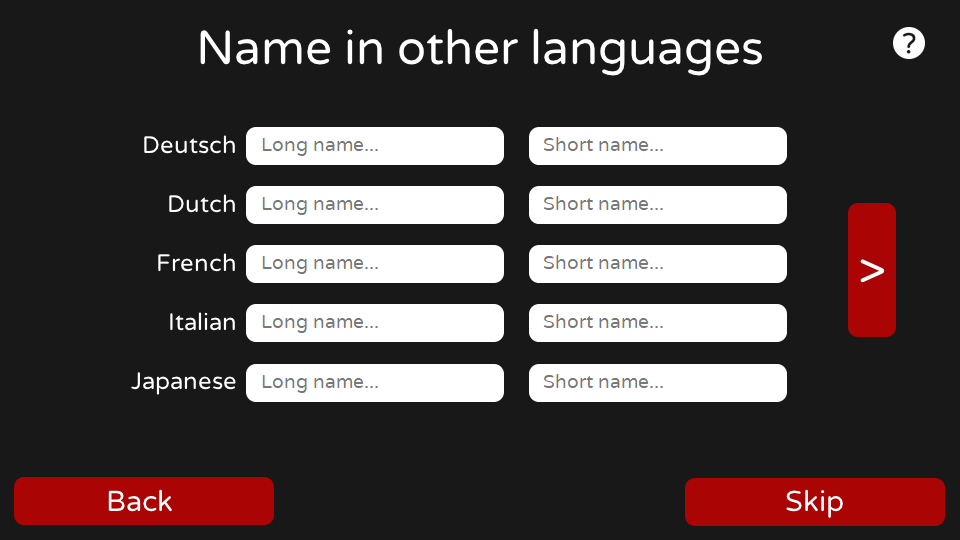 Name in other languages
?
Deutsch Long name... Short name...
Dutch Long name... Short name...
French Long name... Short name...
Italian Long name... Short name...
Japanese Long name... Short name...
>
Back Skip